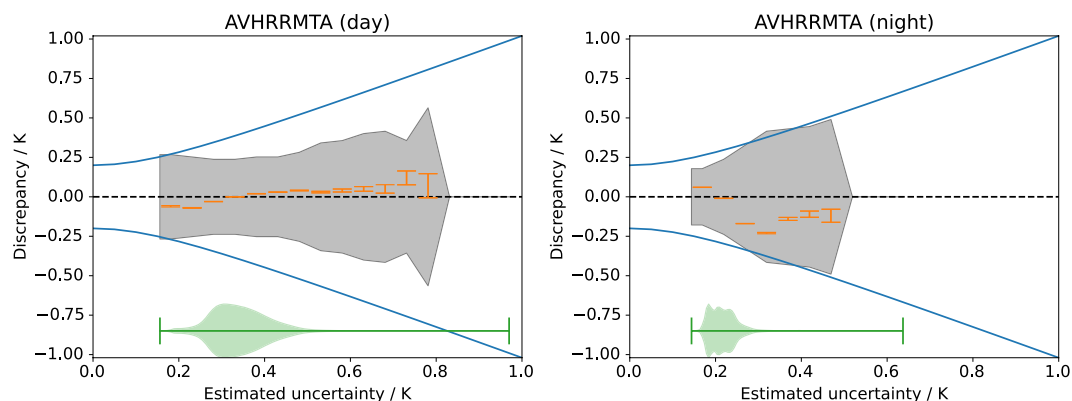 AVHRRMTA (day)
1.00
0.75
0.50
0.25
0.00
−0.25
−0.50
−0.75
−1.00
Discrepancy / K
0.0 0.2 0.4 0.6 0.8 1.0
Estimated uncertainty / K
AVHRRMTA (night)
1.00
0.75
0.50
0.25
0.00
−0.25
−0.50
−0.75
−1.00
Discrepancy / K
0.0 0.2 0.4 0.6 0.8 1.0
Estimated uncertainty / K